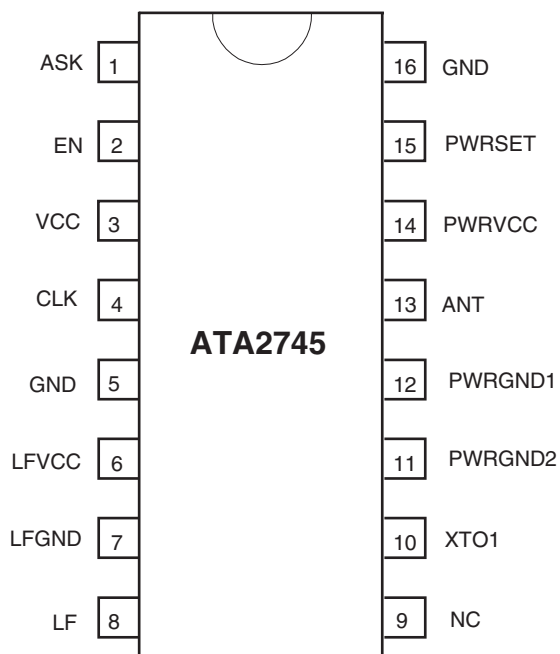 ASK 1 16 GND
EN 2 15 PWRSET
VCC 3 14 PWRVCC
CLK 4 13 ANT
ATA2745
GND 5 12 PWRGND1
LFVCC 6 11 PWRGND2
LFGND 7 10 XTO1
LF 8 9 NC